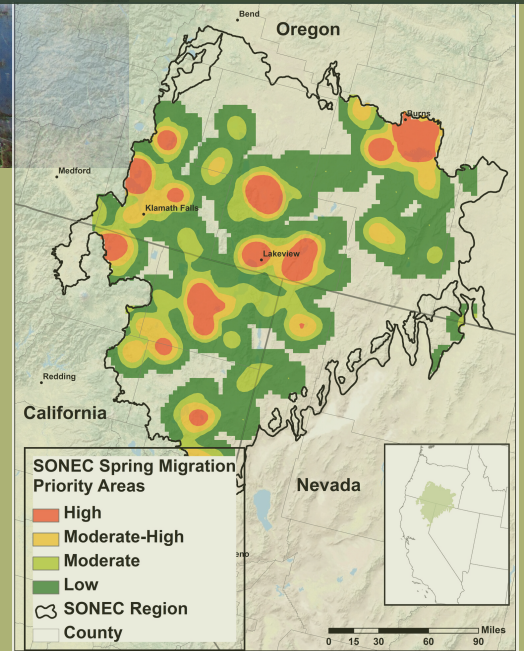 Bend
Oregon
Burns
Medford
Klamath Falls
Lakeview
Redding
California
Nevada
eno
SONEC Spring Migration
Priority Areas
High
Moderate-High
Moderate
Low
SONEC Region
County
Miles
0 15 30 60 90